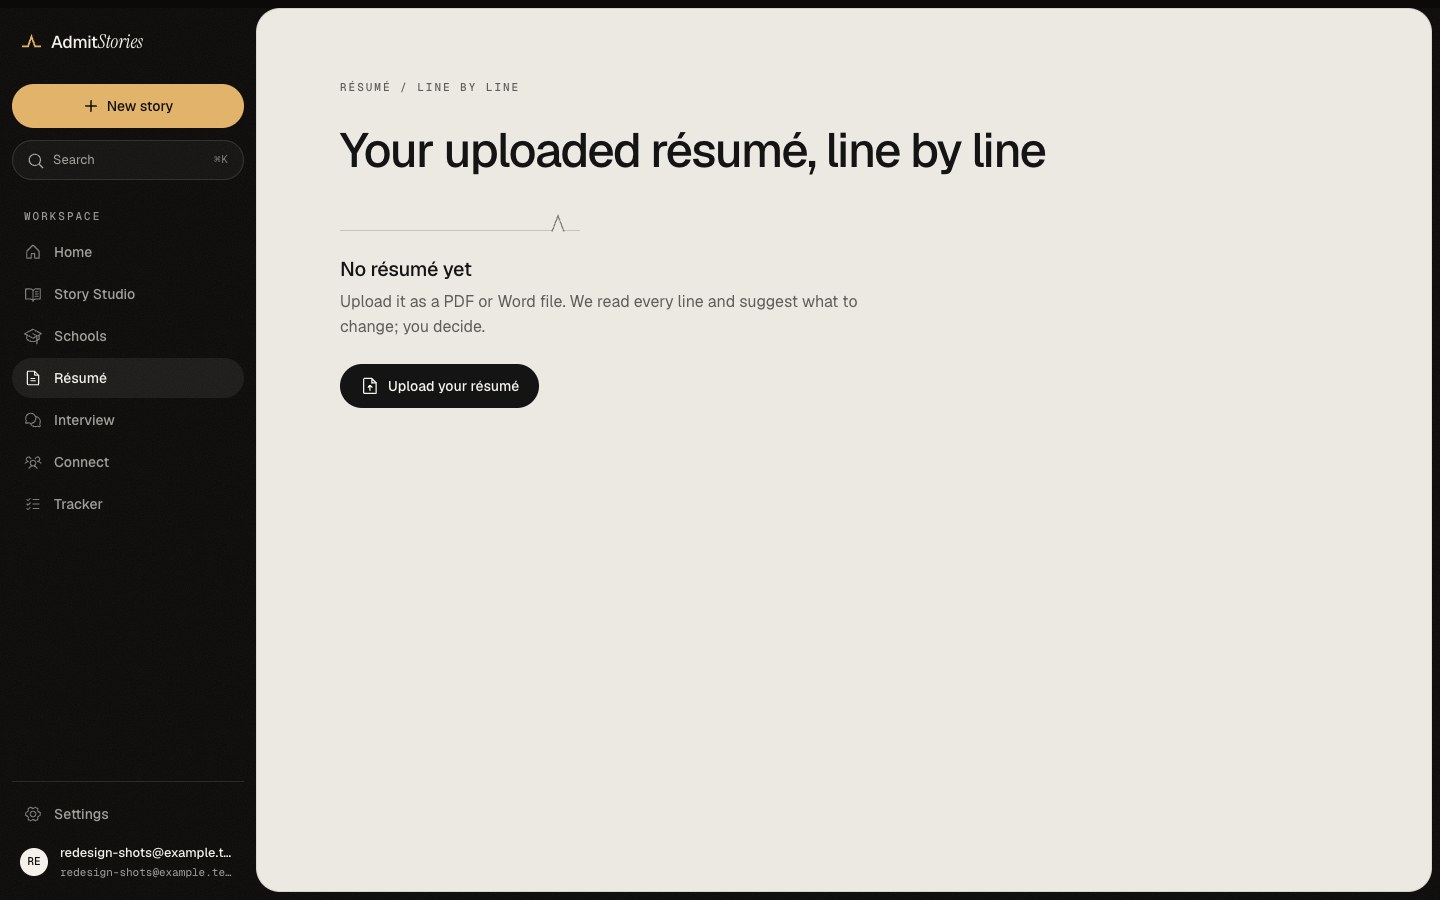 AdmitStories
New story
Search ⌘K
WORKSPACE
Home
Story Studio
Schools
Résumé
Interview
Connect
Tracker
Settings
RE
redesign-shots@example.t…
redesign-shots@example.te…
RÉSUMÉ / LINE BY LINE
Your uploaded résumé, line by line
No résumé yet
Upload it as a PDF or Word file. We read every line and suggest what to
change; you decide.
Upload your résumé